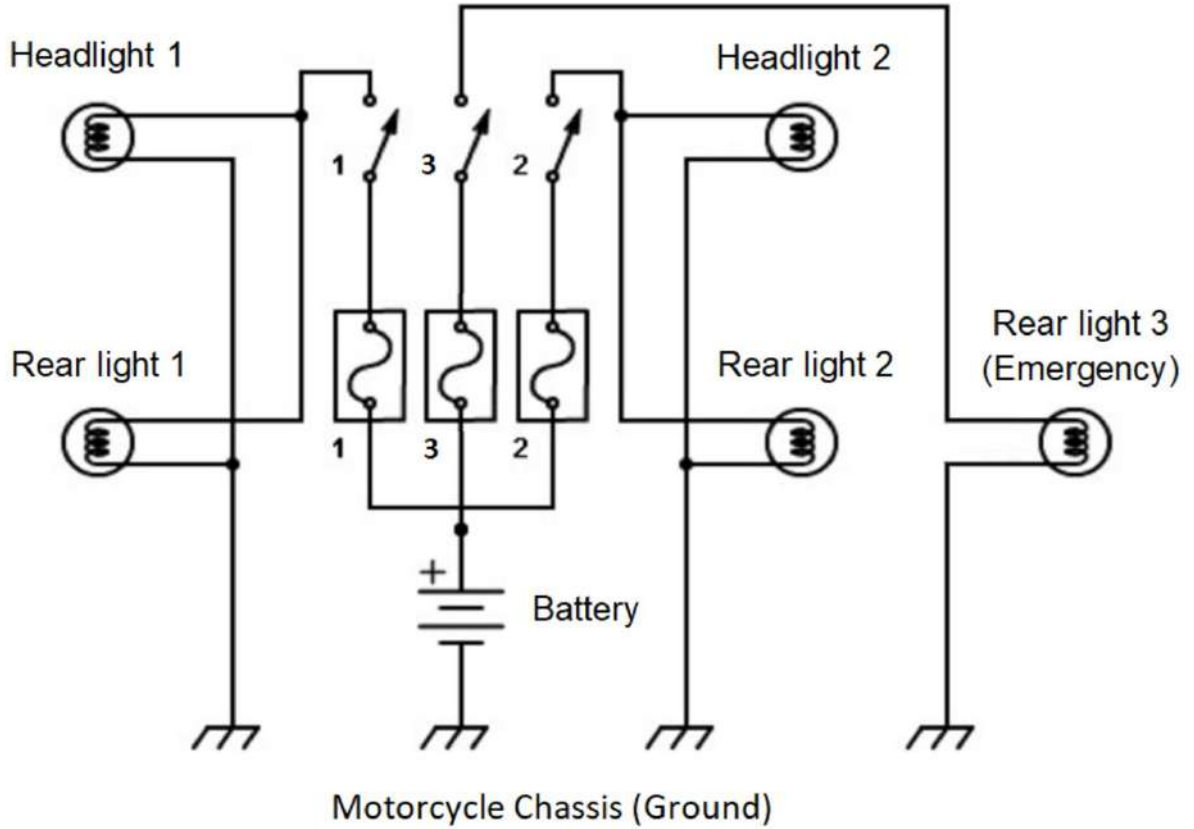 Headlight 1
Headlight 2
1
3
2
Rear light 3
(Emergency)
Rear light 1
Rear light 2
1
3
2
+
Battery
Motorcycle Chassis (Ground)